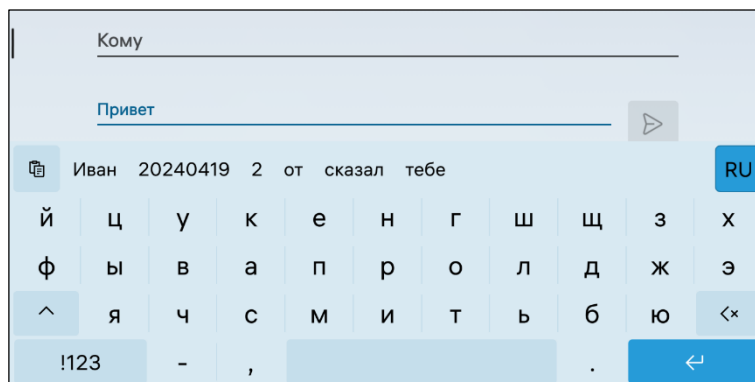 Кому
Привет
Иван 20240419 2 от сказал тебе RU
й ц у к е н г ш щ з х
ф ы в а п р о л д ж э
я ч с м и т ь б ю
!123 - , .